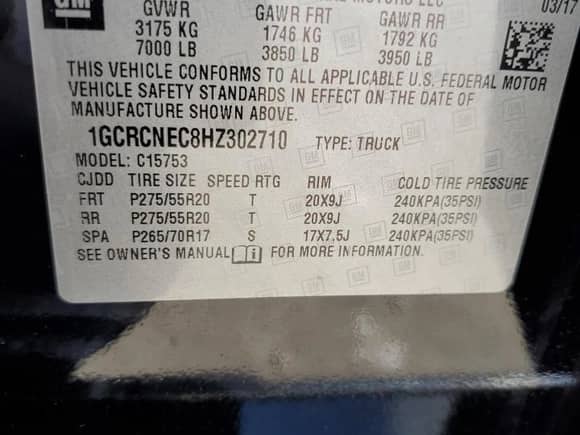 GM
03/17
GVWR GAWR FRT GAWR RR
3175 KG 1746 KG 1792 KG
7000 LB 3850 LB 3950 LB
THIS VEHICLE CONFORMS TO ALL APPLICABLE U.S. FEDERAL MOTOR
VEHICLE SAFETY STANDARDS IN EFFECT ON THE DATE OF
MANUFACTURE SHOWN ABOVE.
1GCRCNEC8HZ302710 TYPE: TRUCK
MODEL: C15753
CJDD TIRE SIZE SPEED RTG RIM COLD TIRE PRESSURE
FRT P275/55R20 T 20X9J 240KPA(35PSI)
RR P275/55R20 T 20X9J 240KPA(35PSI)
SPA P265/70R17 S 17X7.5J 240KPA(35PSI)
SEE OWNER'S MANUAL FOR MORE INFORMATION.